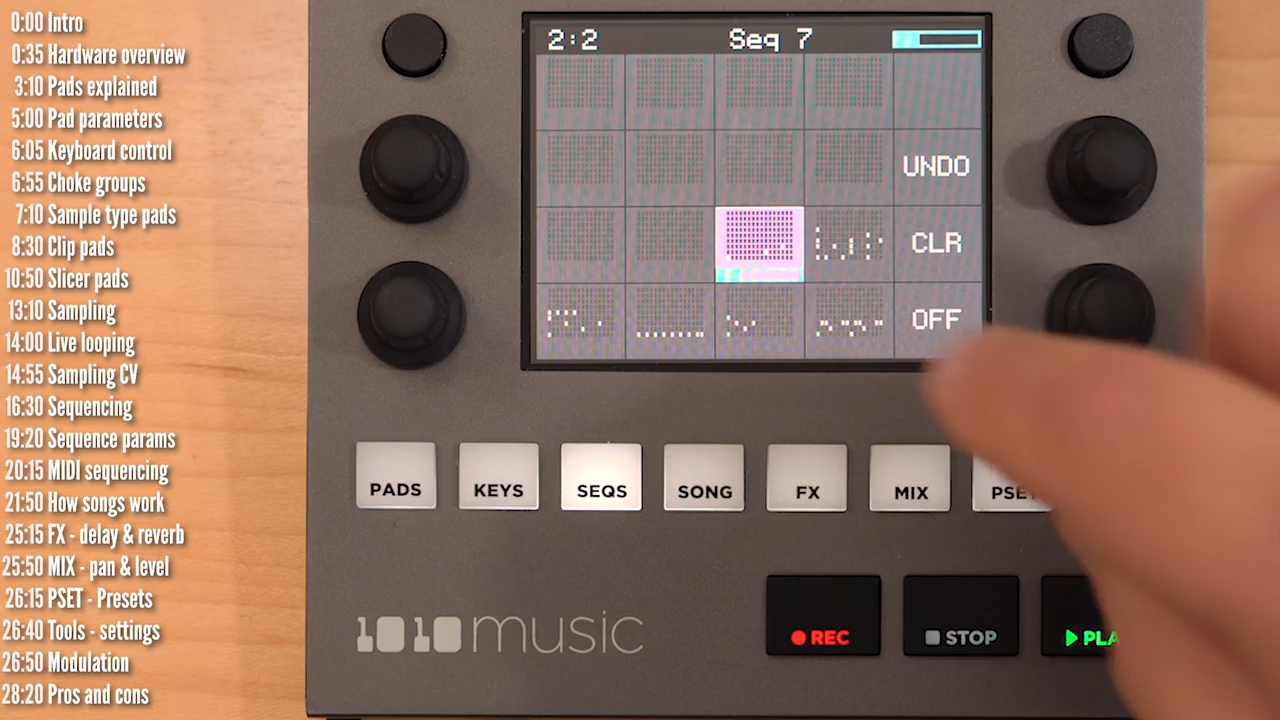 0:00 Intro
0:35 Hardware overview
3:10 Pads explained
5:00 Pad parameters
6:05 Keyboard control
6:55 Choke groups
7:10 Sample type pads
8:30 Clip pads
10:50 Slicer pads
13:10 Sampling
14:00 Live looping
14:55 Sampling CV
16:30 Sequencing
19:20 Sequence params
20:15 MIDI sequencing
21:50 How songs work
25:15 FX - delay & reverb
25:50 MIX - pan & level
26:15 PSET - Presets
26:40 Tools - settings
26:50 Modulation
28:20 Pros and cons
2:2 Seq 7
UNDO
CLR
OFF
PADS KEYS SEQS SONG FX MIX PSET
1010music
REC STOP PLA